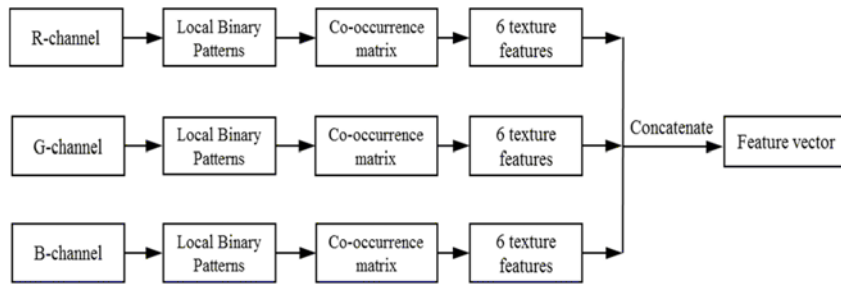 R-channel
Local Binary
Patterns
Co-occurrence
matrix
6 texture
features
G-channel
Local Binary
Patterns
Co-occurrence
matrix
6 texture
features
Concatenate
Feature vector
B-channel
Local Binary
Patterns
Co-occurrence
matrix
6 texture
features